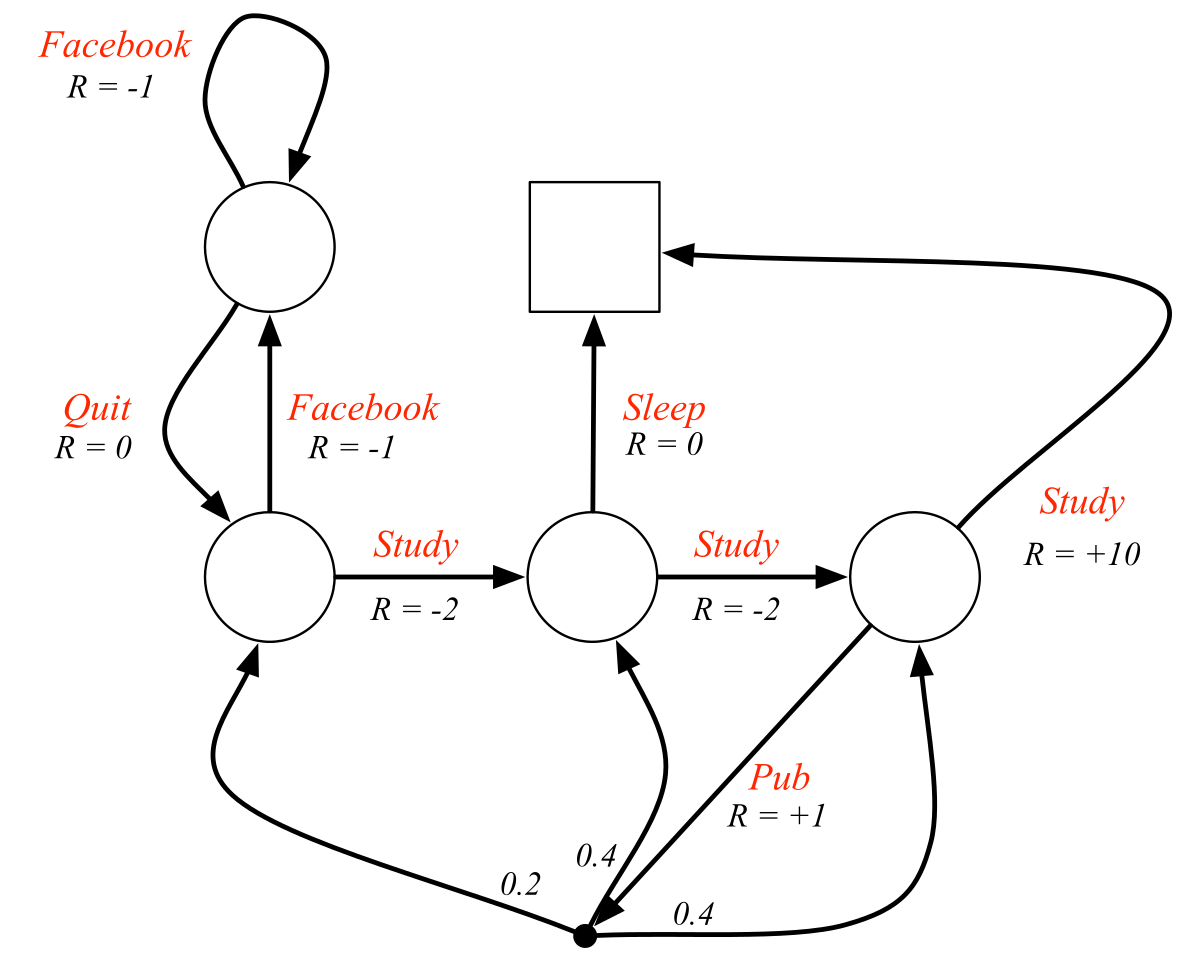 Facebook
R = -1
Quit
R = 0
Facebook
R = -1
Sleep
R = 0
Study
R = +10
Study
R = -2
Study
R = -2
Pub
R = +1
0.4
0.2
0.4